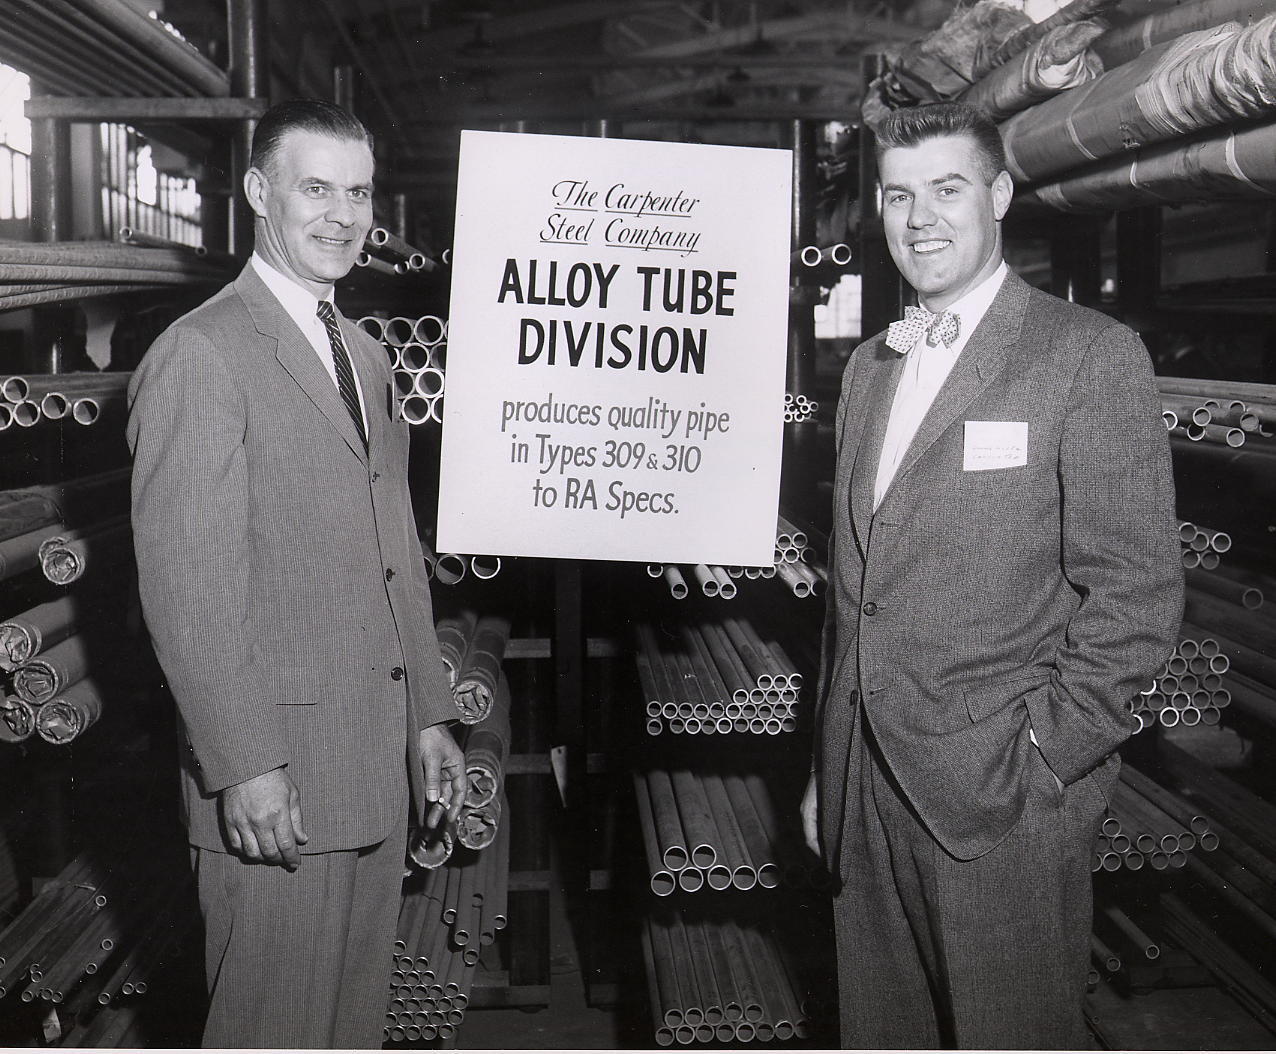 The Carpenter
Steel Company
ALLOY TUBE
DIVISION
produces quality pipe
in Types 309 & 310
to RA Specs.